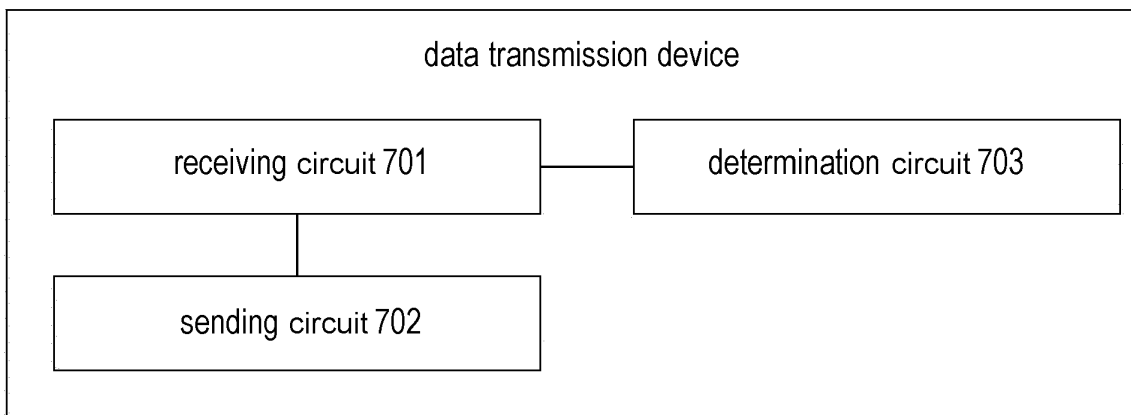 data transmission device
receiving circuit 701
determination circuit 703
sending circuit 702